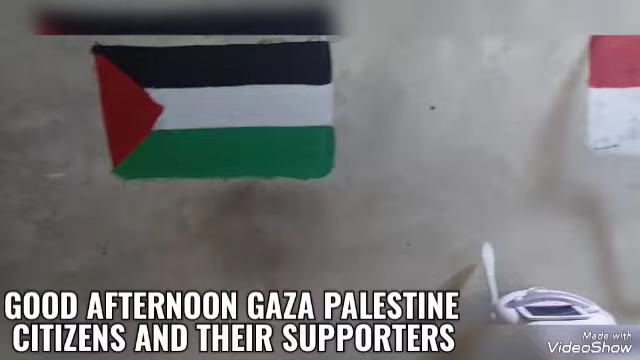 GOOD AFTERNOON GAZA PALESTINE
CITIZENS AND THEIR SUPPORTERS
Made with
VideoShow